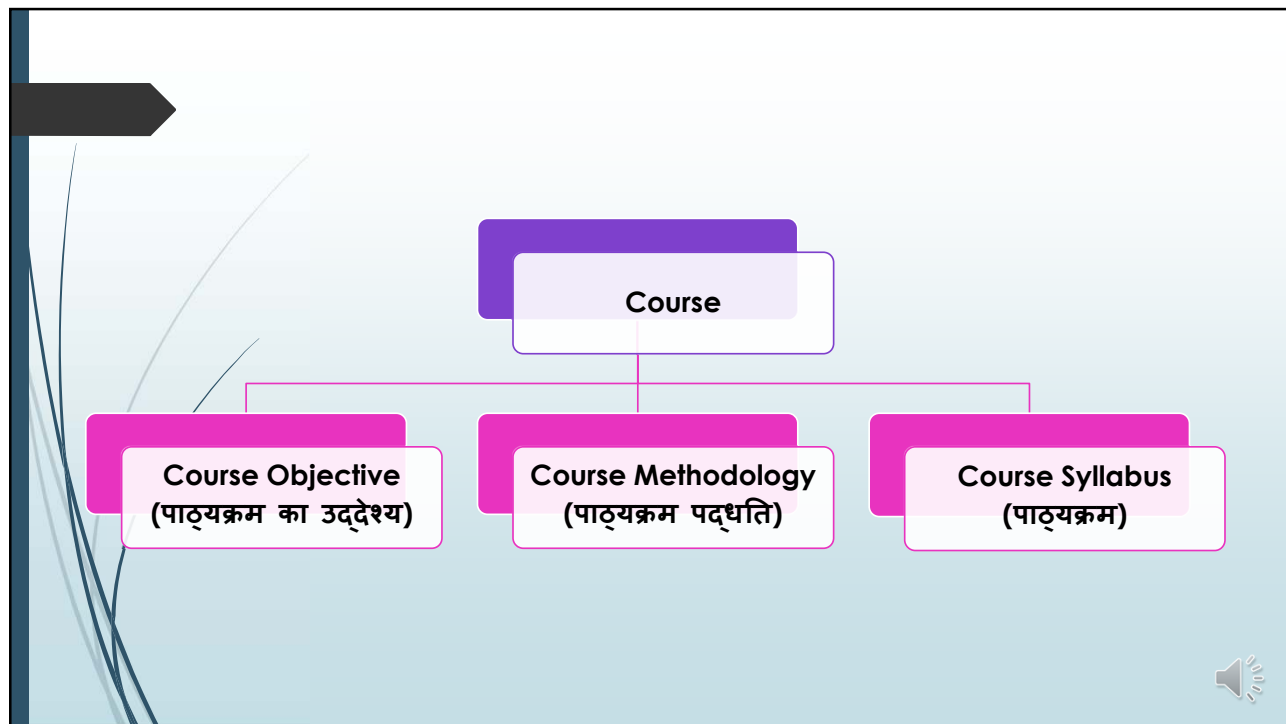 Course
Course Objective
(पाठ्यक्रम का उद्देश्य)
Course Methodology
(पाठ्यक्रम पद्धति)
Course Syllabus
(पाठ्यक्रम)